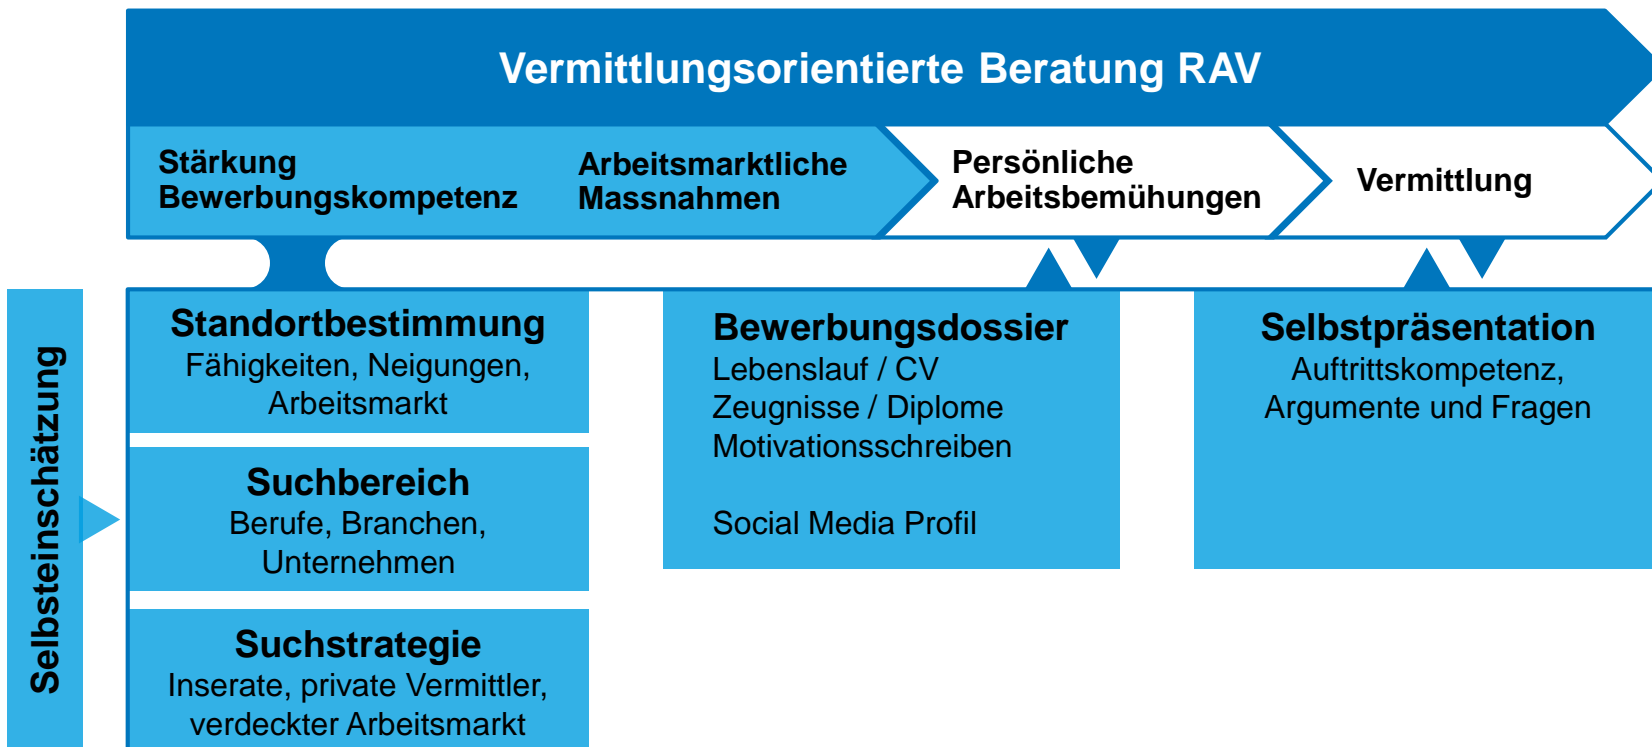 Vermittlungsorientierte Beratung RAV
Stärkung
Bewerbungskompetenz
Arbeitsmarktliche
Massnahmen
Persönliche
Arbeitsbemühungen
Vermittlung
Selbsteinschätzung
Standortbestimmung
Fähigkeiten, Neigungen,
Arbeitsmarkt
Suchbereich
Berufe, Branchen,
Unternehmen
Suchstrategie
Inserate, private Vermittler,
verdeckter Arbeitsmarkt
Bewerbungsdossier
Lebenslauf / CV
Zeugnisse / Diplome
Motivationsschreiben
Social Media Profil
Selbstpräsentation
Auftrittskompetenz,
Argumente und Fragen